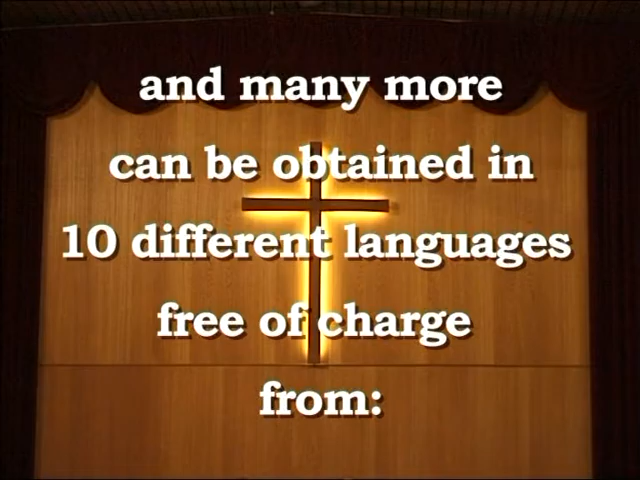 and many more
can be obtained in
10 different languages
free of charge
from: